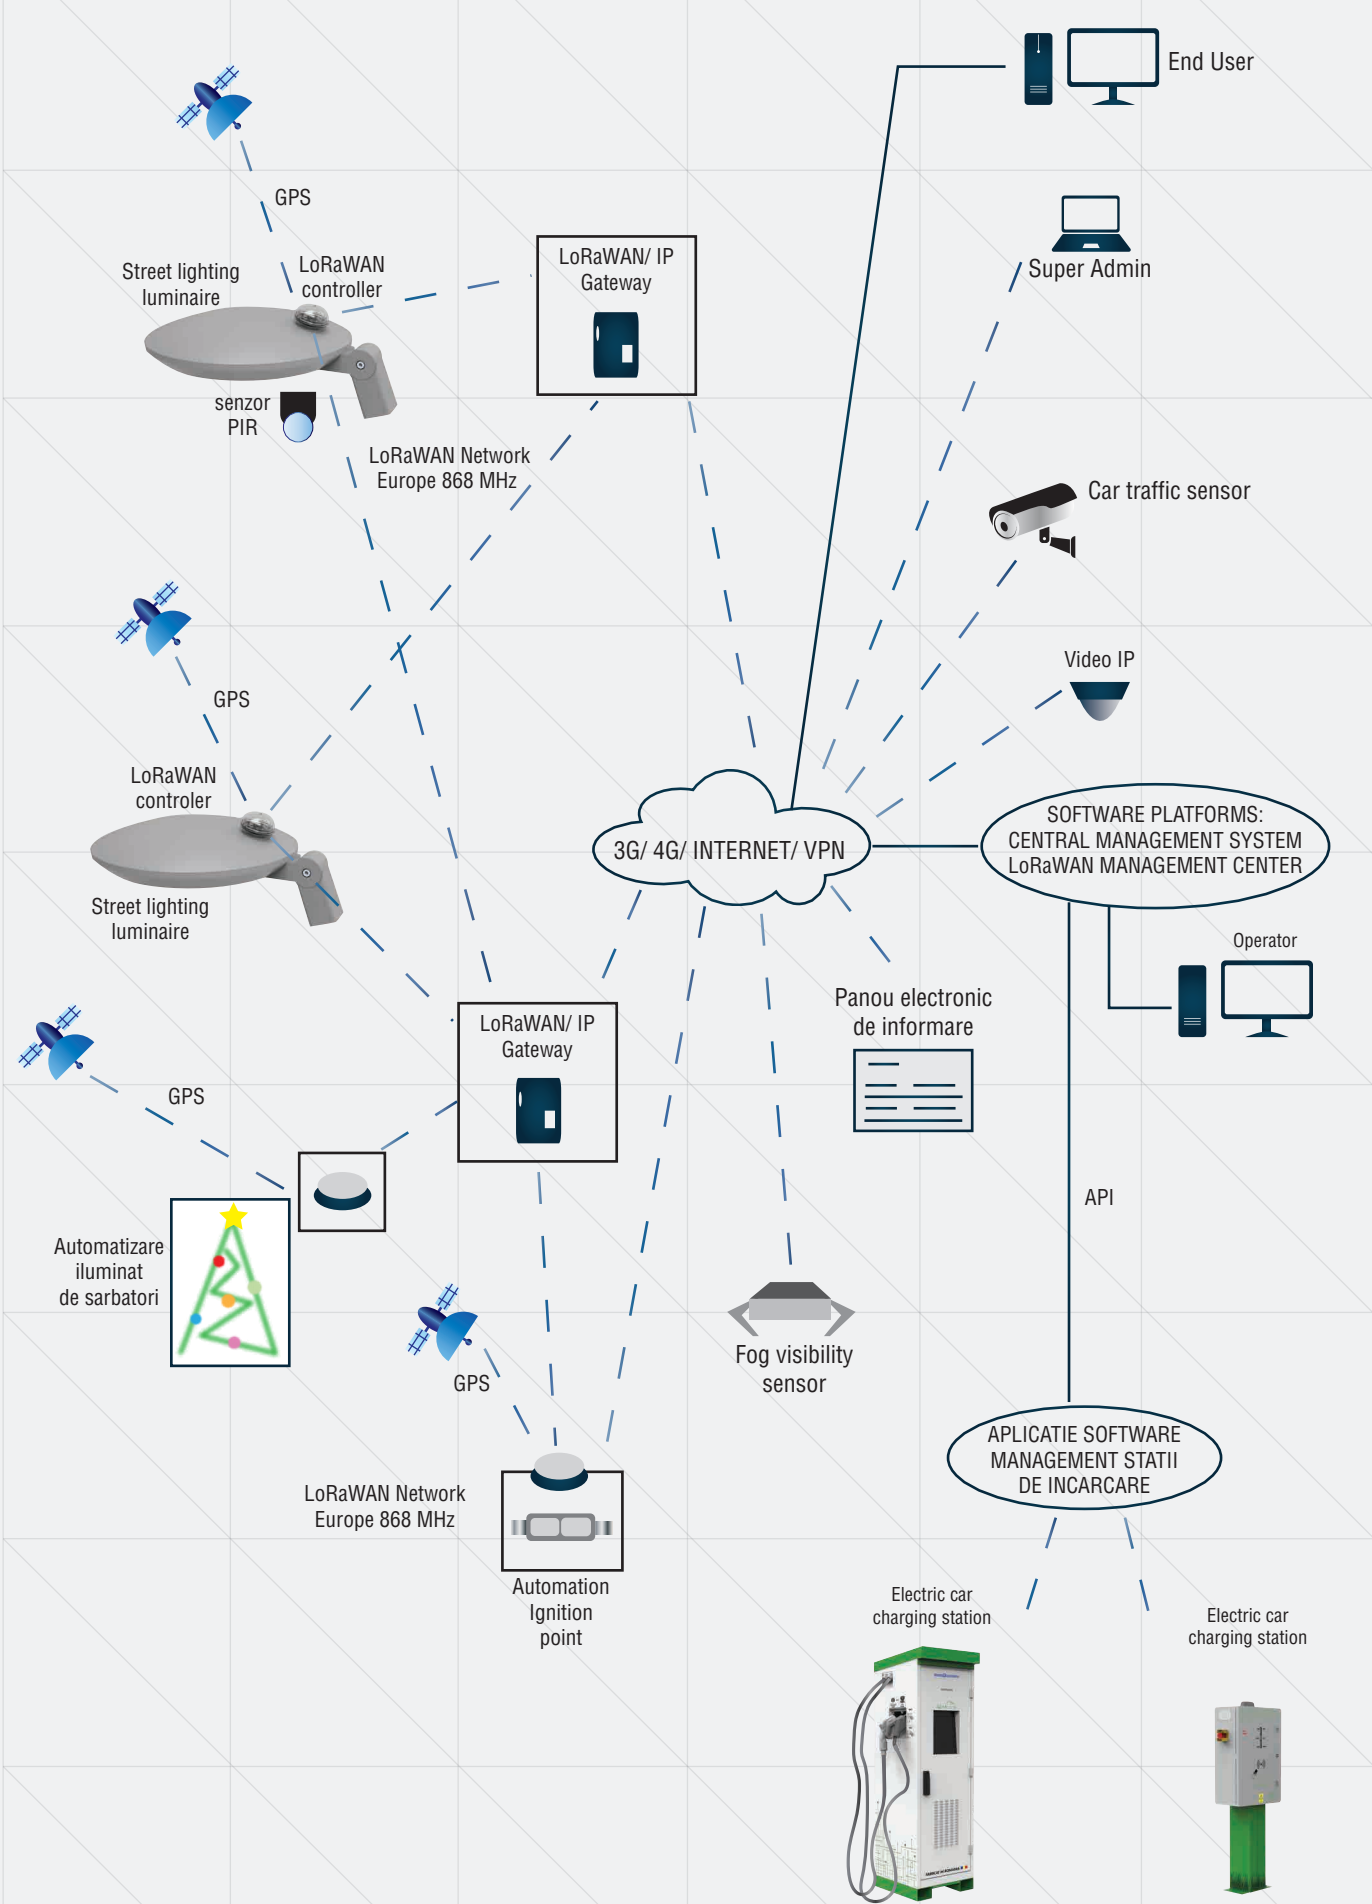 End User
GPS
Super Admin
Street lighting
luminaire
LoRaWAN
controller
LoRaWAN/ IP
Gateway
senzor
PIR
LoRaWAN Network
Europe 868 MHz
Car traffic sensor
Video IP
GPS
LoRaWAN
controler
Street lighting
luminaire
3G/ 4G/ INTERNET/ VPN
SOFTWARE PLATFORMS:
CENTRAL MANAGEMENT SYSTEM
LoRaWAN MANAGEMENT CENTER
Operator
Panou electronic
de informare
LoRaWAN/ IP
Gateway
GPS
API
Automatizare
iluminat
de sarbatori
Fog visibility
sensor
GPS
APLICATIE SOFTWARE
MANAGEMENT STATII
DE INCARCARE
LoRaWAN Network
Europe 868 MHz
Automation
Ignition
point
Electric car
charging station
Electric car
charging station